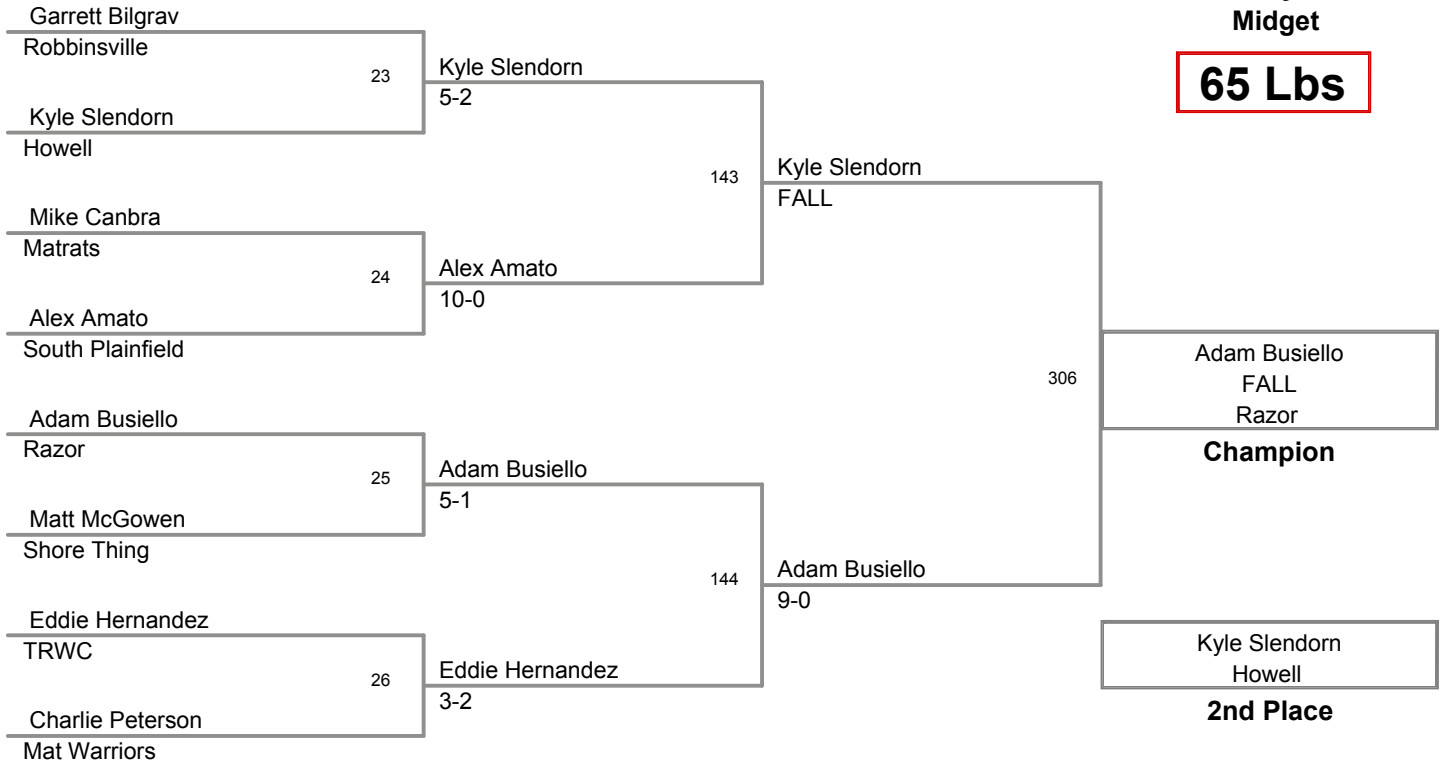 Garrett Bilgrav
Robbinsville
23
Kyle Slendorn
Howell
Kyle Slendorn
5-2
Mike Canbra
Matrats
24
Alex Amato
South Plainfield
Alex Amato
10-0
143
Kyle Slendorn
FALL
Adam Busiello
Razor
25
Matt McGowen
Shore Thing
Adam Busiello
5-1
Eddie Hernandez
TRWC
26
Charlie Peterson
Mat Warriors
Eddie Hernandez
3-2
144
Adam Busiello
9-0
306
Midget
65 Lbs
Adam Busiello
FALL
Razor
Champion
Kyle Slendorn
Howell
2nd Place